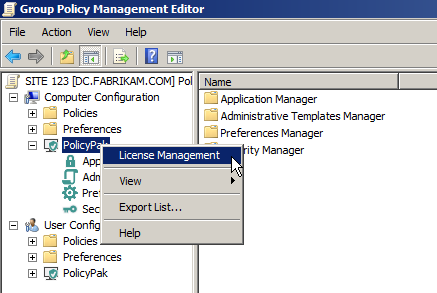 Group Policy Management Editor
File Action View Help
SITE 123 [DC.FABRIKAM.COM] Pol
Computer Configuration
Policies
Preferences
PolicyPak
App
Adm
Pref
Sec
User Config
Policies
Preferences
PolicyPak
License Management
View
Export List...
Help
Name
Application Manager
Administrative Templates Manager
Preferences Manager
urity Manager